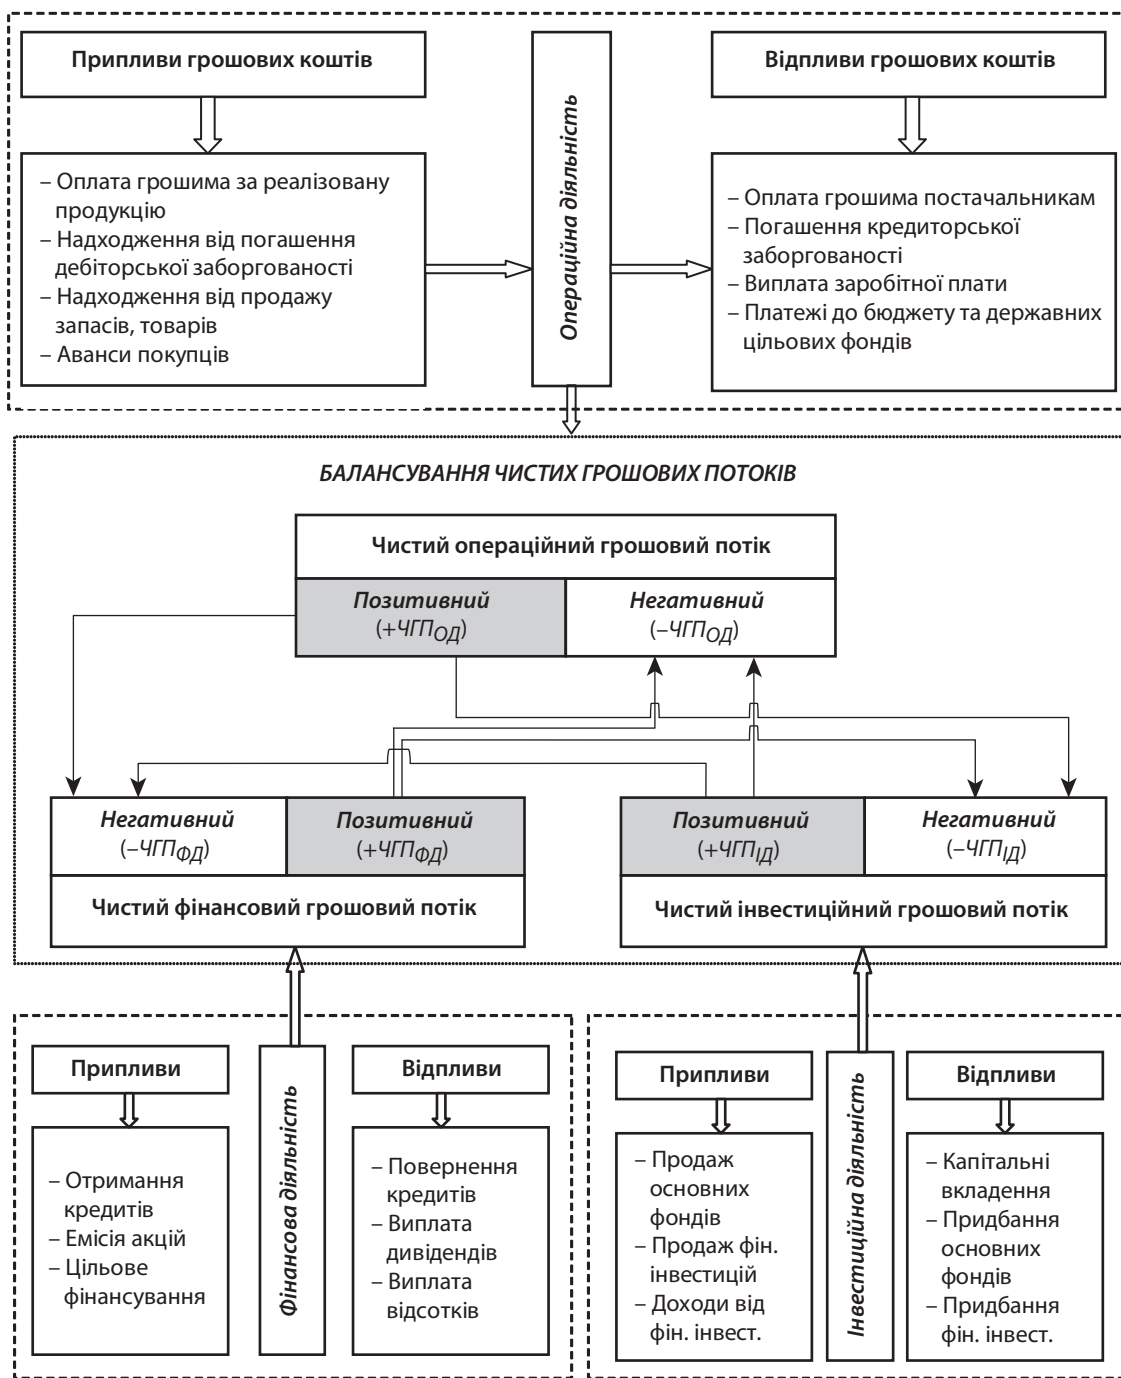 Припливи грошових коштів
Операційна діяльність
Відпливи грошових коштів
– Оплата грошима за реалізовану
продукцію
– Надходження від погашення
дебіторської заборгованості
– Надходження від продажу
запасів, товарів
– Аванси покупців
– Оплата грошима постачальникам
– Погашення кредиторської
заборгованості
– Виплата заробітної плати
– Платежі до бюджету та державних
цільових фондів
БАЛАНСУВАННЯ ЧИСТИХ ГРОШОВИХ ПОТОКІВ
Чистий операційний грошовий потік
Позитивний
(+ЧГП_ОД)
Негативний
(–ЧГП_ОД)
Негативний
(–ЧГП_ФД)
Позитивний
(+ЧГП_ФД)
Чистий фінансовий грошовий потік
Позитивний
(+ЧГП_ІД)
Негативний
(–ЧГП_ІД)
Чистий інвестиційний грошовий потік
Припливи
Фінансова діяльність
Відпливи
– Отримання
кредитів
– Емісія акцій
– Цільове
фінансування
– Повернення
кредитів
– Виплата
дивідендів
– Виплата
відсотків
Припливи
Інвестиційна діяльність
Відпливи
– Продаж
основних
фондів
– Продаж фін.
інвестицій
– Доходи від
фін. інвест.
– Капітальні
вкладення
– Придбання
основних
фондів
– Придбання
фін. інвест.